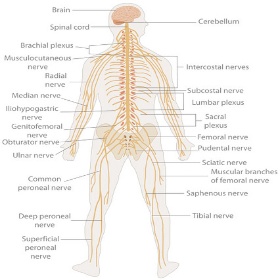 Brain
Cerebellum
Spinal cord
Brachial plexus
Musculocutaneous
nerve
Radial
nerve
Median nerve
Iliohypogastric
nerve
Genitofemoral
nerve
Obturator nerve
Ulnar nerve
Common
peroneal nerve
Deep peroneal
nerve
Superficial
peroneal
nerve
Intercostal nerves
Subcostal nerve
Lumbar plexus
Sacral
plexus
Femoral nerve
Pudental nerve
Sciatic nerve
Muscular branches
of femoral nerve
Saphenous nerve
Tibial nerve